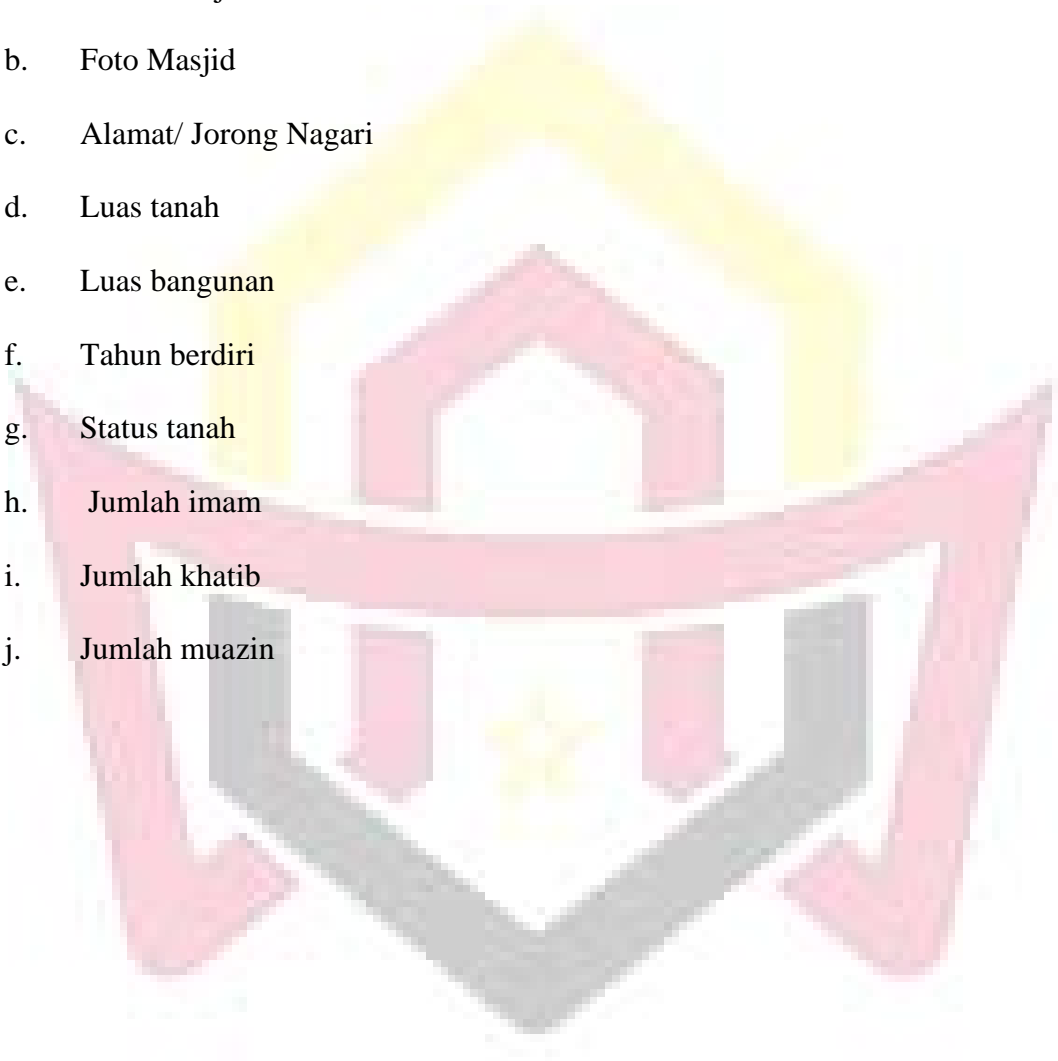 b. Foto Masjid
c. Alamat/ Jorong Nagari
d. Luas tanah
e. Luas bangunan
f. Tahun berdiri
g. Status tanah
h. Jumlah imam
i. Jumlah khatib
j. Jumlah muazin